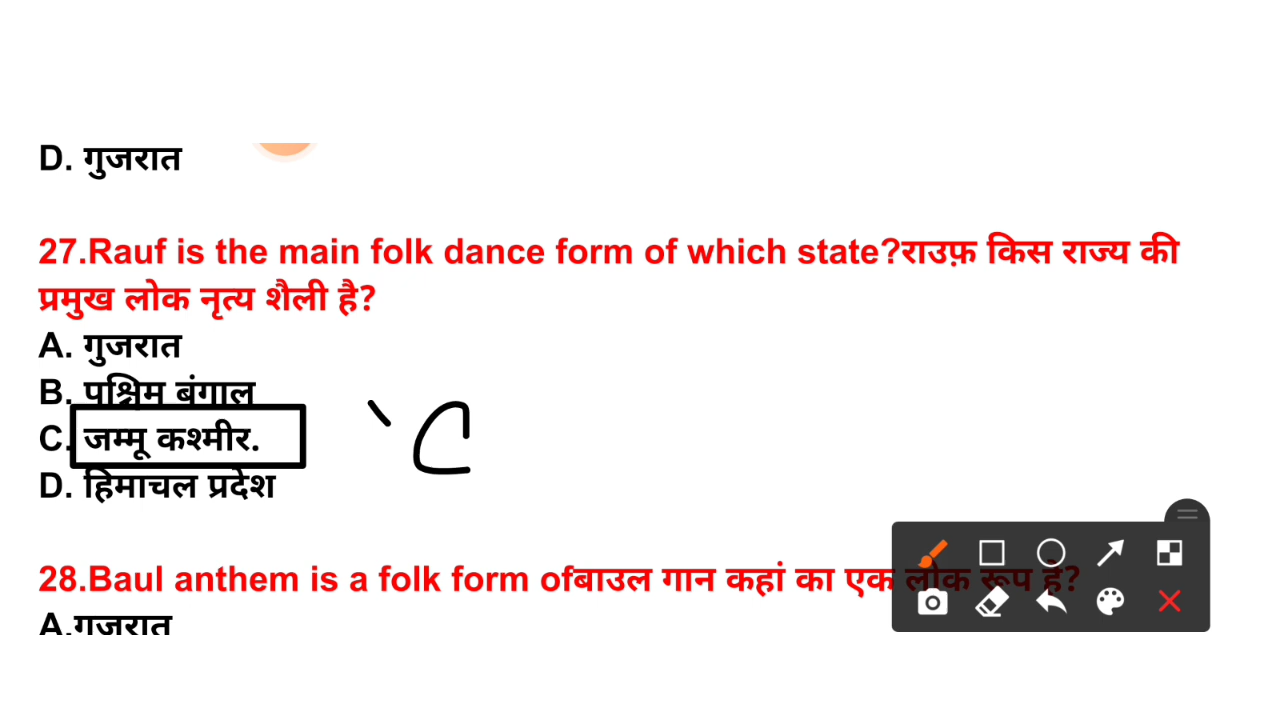 D. गुजरात
27.Rauf is the main folk dance form of which state?राउफ़ किस राज्य की
प्रमुख लोक नृत्य शैली है?
A. गुजरात
B. पश्चिम बंगाल
C. जम्मू कश्मीर.
C
D. हिमाचल प्रदेश
28.Baul anthem is a folk form ofबाउल गान कहां का एक लोक रूप है?
A.गुजरात